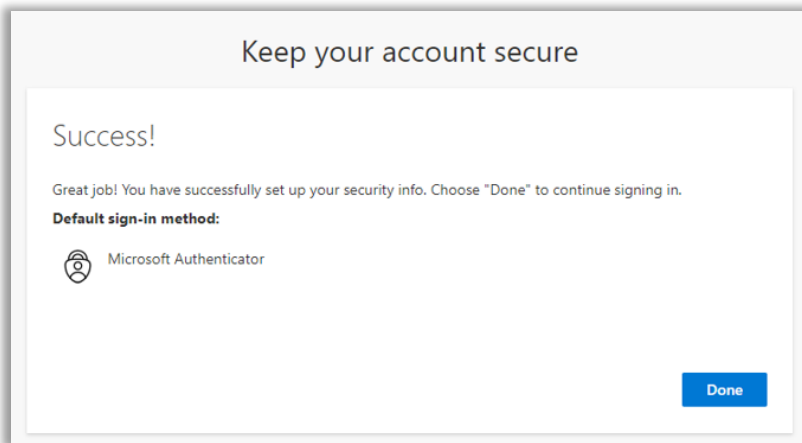 Keep your account secure
Success!
Great job! You have successfully set up your security info. Choose "Done" to continue signing in.
Default sign-in method:
Microsoft Authenticator
Done